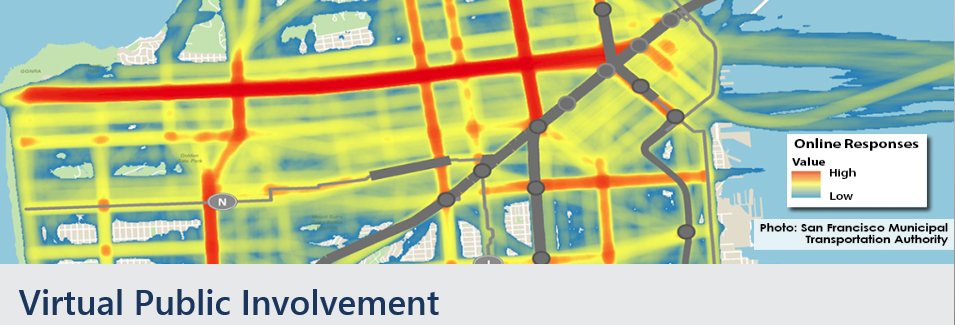 N
Online Responses
Value
High
Low
Photo: San Francisco Municipal
Transportation Authority
Virtual Public Involvement